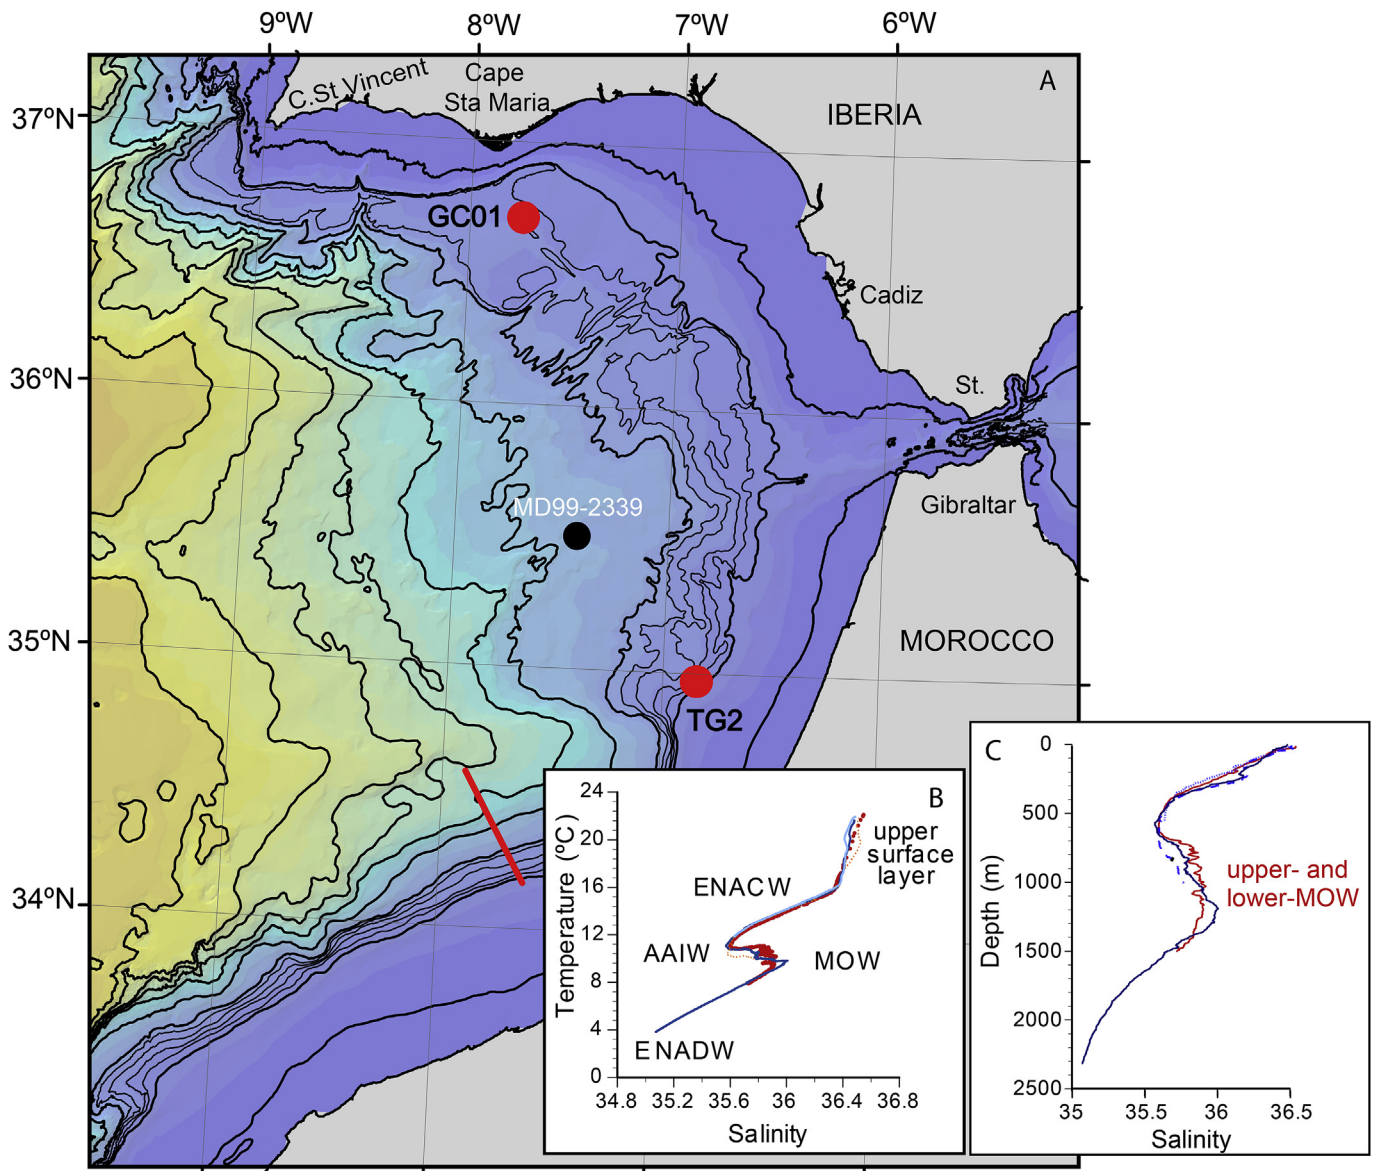 9ºW
8ºW
7ºW
6ºW
A
37ºN
36ºN
35ºN
34ºN
C.St Vincent
Cape
Sta Maria
IBERIA
GC01
Cadiz
St.
Gibraltar
MD99-2339
MOROCCO
TG2
B
Temperature (ºC)
24
20
16
12
8
4
0
upper
surface
layer
ENACW
AAIW
MOW
ENADW
34.8 35.2 35.6 36 36.4 36.8
Salinity
C
Depth (m)
0
500
1000
1500
2000
2500
upper- and
lower-MOW
35 35.5 36 36.5
Salinity